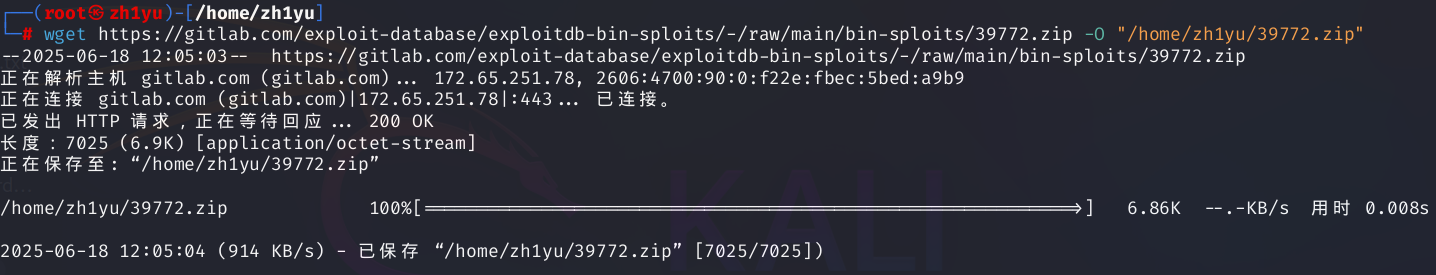 ┌──(root㉿zh1yu)-[/home/zh1yu]
└─# wget https://gitlab.com/exploit-database/exploitdb-bin-sploits/-/raw/main/bin-sploits/39772.zip -O "/home/zh1yu/39772.zip"
--2025-06-18 12:05:03--  https://gitlab.com/exploit-database/exploitdb-bin-sploits/-/raw/main/bin-sploits/39772.zip
正在解析主机 gitlab.com (gitlab.com)... 172.65.251.78, 2606:4700:90:0:f22e:fbec:5bed:a9b9
正在连接 gitlab.com (gitlab.com)|172.65.251.78|:443... 已连接。
已发出 HTTP 请求，正在等待回应... 200 OK
长度：7025 (6.9K) [application/octet-stream]
正在保存至: “/home/zh1yu/39772.zip”
/home/zh1yu/39772.zip 100%[===================================================>] 6.86K --.-KB/s 用时 0.008s
2025-06-18 12:05:04 (914 KB/s) - 已保存 “/home/zh1yu/39772.zip” [7025/7025])
KALI